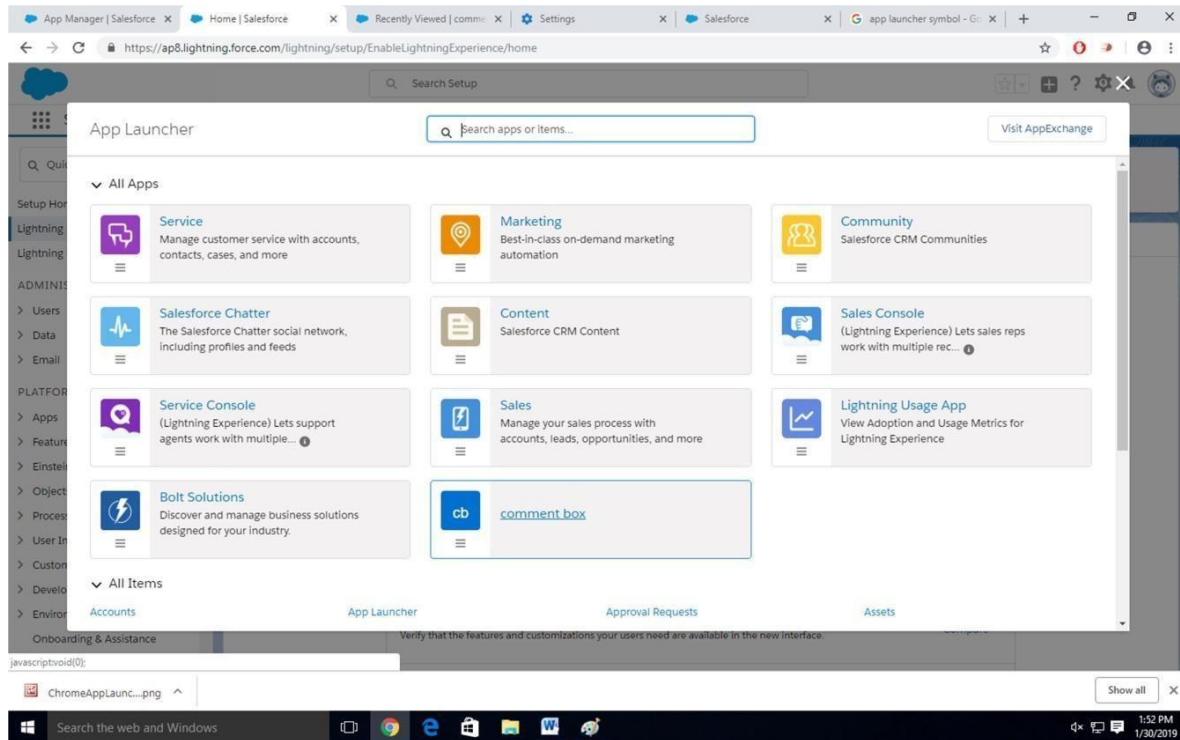 App Manager | Salesforce
Home | Salesforce
Recently Viewed | comme
Settings
Salesforce
app launcher symbol - Go
https://ap8.lightning.force.com/lightning/setup/EnableLightningExperience/home
Search Setup
App Launcher
Search apps or items...
Visit AppExchange
Quic
Setup Hor
Lightning
Lightning
ADMINIS
Users
Data
Email
PLATFOR
Apps
Feature
Einstein
Object
Process
User In
Custom
Develo
Environ
Onboarding & Assistance
All Apps
Service
Manage customer service with accounts,
contacts, cases, and more
Marketing
Best-in-class on-demand marketing
automation
Community
Salesforce CRM Communities
Salesforce Chatter
The Salesforce Chatter social network,
including profiles and feeds
Content
Salesforce CRM Content
Sales Console
(Lightning Experience) Lets sales reps
work with multiple rec...
Service Console
(Lightning Experience) Lets support
agents work with multiple...
Sales
Manage your sales process with
accounts, leads, opportunities, and more
Lightning Usage App
View Adoption and Usage Metrics for
Lightning Experience
Bolt Solutions
Discover and manage business solutions
designed for your industry.
cb
comment box
All Items
Accounts
App Launcher
Approval Requests
Assets
Verify that the features and customizations your users need are available in the new interface.
javascript:void(0);
ChromeAppLaunc....png
Show all
Search the web and Windows
1:52 PM
1/30/2019